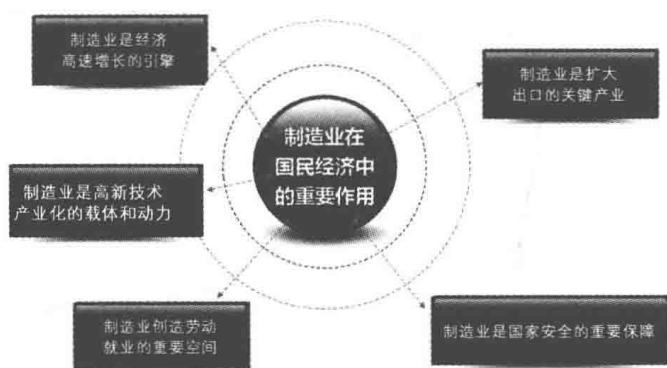 制造业是经济
高速增长的引擎
制造业是扩大
出口的关键产业
制造业在
国民经济中
的重要作用
制造业是高新技术
产业化的载体和动力
制造业创造劳动
就业的重要空间
制造业是国家安全的重要保障